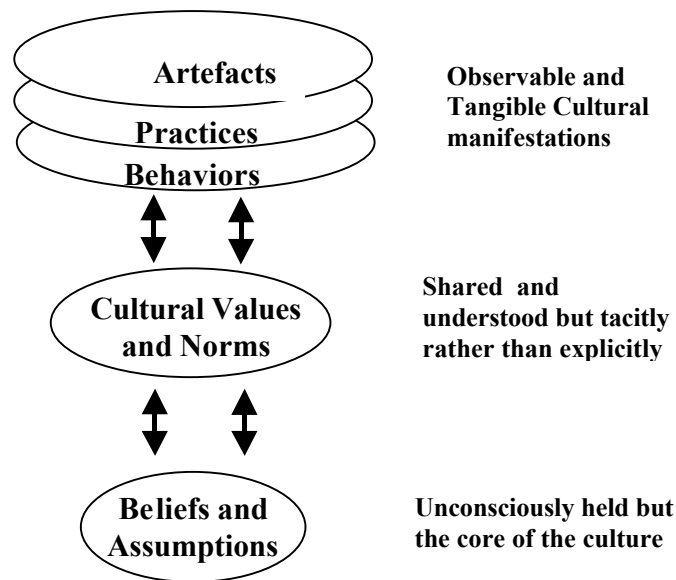 Artefacts
Practices
Behaviors
Observable and
Tangible Cultural
manifestations
Cultural Values
and Norms
Shared and
understood but tacitly
rather than explicitly
Beliefs and
Assumptions
Unconsciously held but
the core of the culture